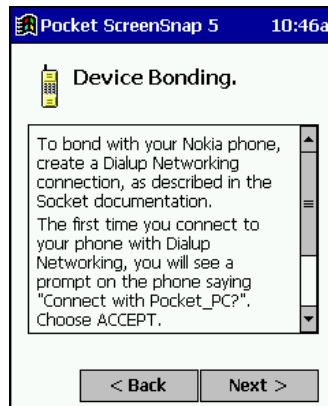 Pocket ScreenSnap 5 10:46a
Device Bonding.
To bond with your Nokia phone,
create a Dialup Networking
connection, as described in the
Socket documentation.
The first time you connect to
your phone with Dialup
Networking, you will see a
prompt on the phone saying
"Connect with Pocket_PC?".
Choose ACCEPT.
< Back Next >